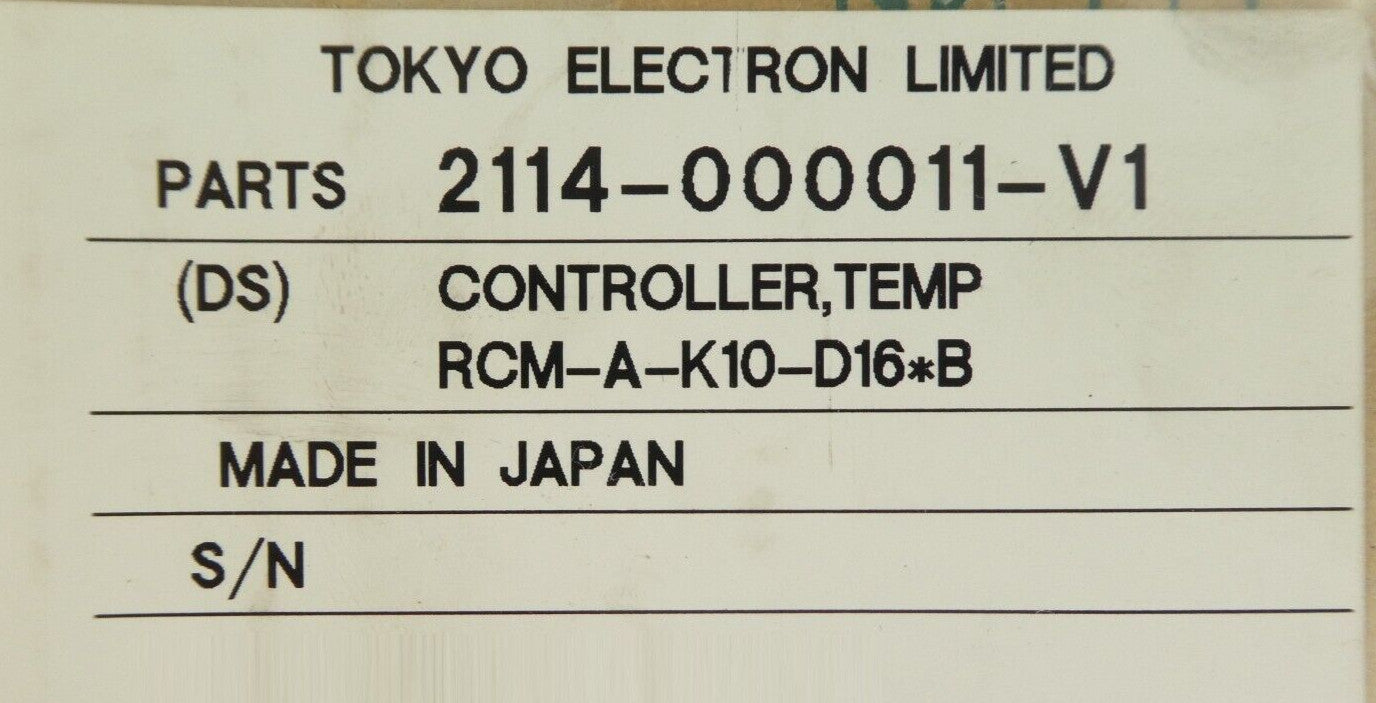 TOKYO ELECTRON LIMITED
PARTS 2114-000011-V1
(DS) CONTROLLER,TEMP
RCM-A-K10-D16*B
MADE IN JAPAN
S/N